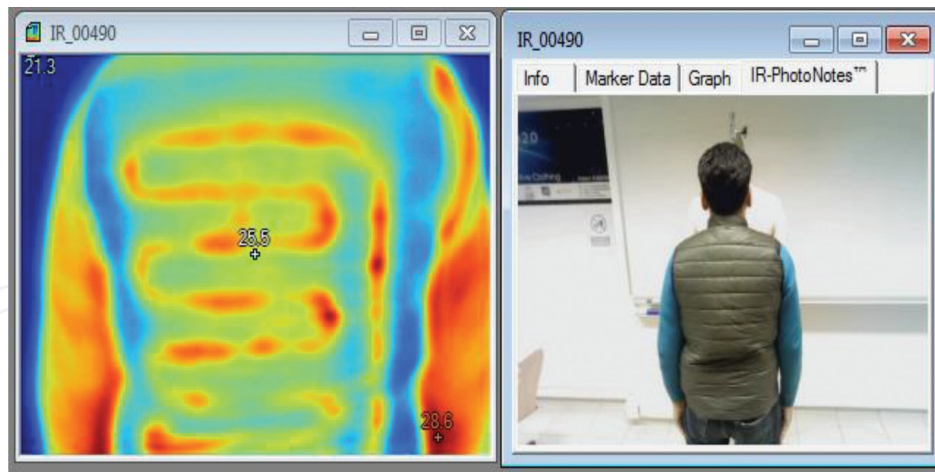 IR_00490
21.3
25.5
28.6
IR_00490
Info
Marker Data
Graph
IR-PhotoNotes™